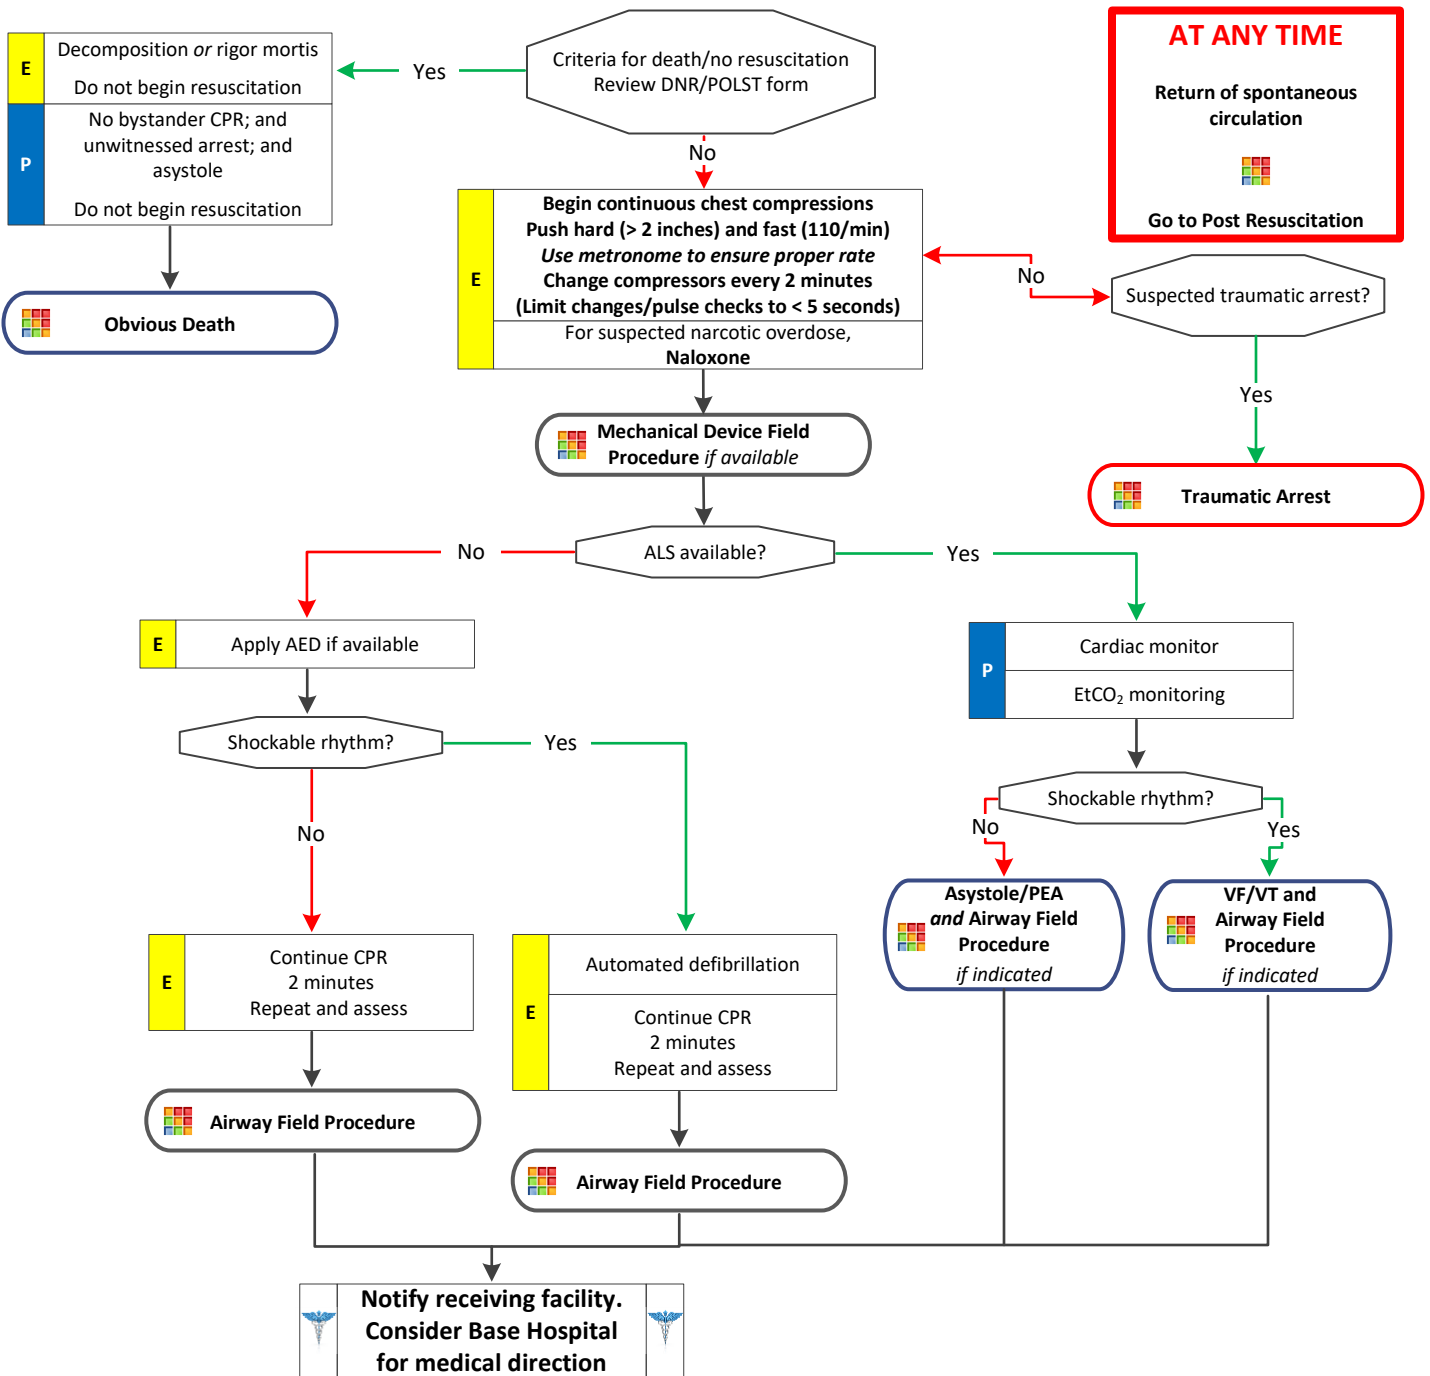 Criteria for death/no resuscitation
Review DNR/POLST form
Yes
E
Decomposition or rigor mortis
Do not begin resuscitation
P
No bystander CPR; and
unwitnessed arrest; and
asystole
Do not begin resuscitation
Obvious Death
AT ANY TIME
Return of spontaneous
circulation
Go to Post Resuscitation
No
E
Begin continuous chest compressions
Push hard (> 2 inches) and fast (110/min)
Use metronome to ensure proper rate
Change compressors every 2 minutes
(Limit changes/pulse checks to < 5 seconds)
For suspected narcotic overdose,
Naloxone
No
Suspected traumatic arrest?
Yes
Traumatic Arrest
Mechanical Device Field
Procedure if available
ALS available?
No
Yes
E
Apply AED if available
Shockable rhythm?
Yes
No
E
Continue CPR
2 minutes
Repeat and assess
Airway Field Procedure
E
Automated defibrillation
Continue CPR
2 minutes
Repeat and assess
Airway Field Procedure
P
Cardiac monitor
EtCO₂ monitoring
Shockable rhythm?
No
Yes
Asystole/PEA
and Airway Field
Procedure
if indicated
VF/VT and
Airway Field
Procedure
if indicated
Notify receiving facility.
Consider Base Hospital
for medical direction